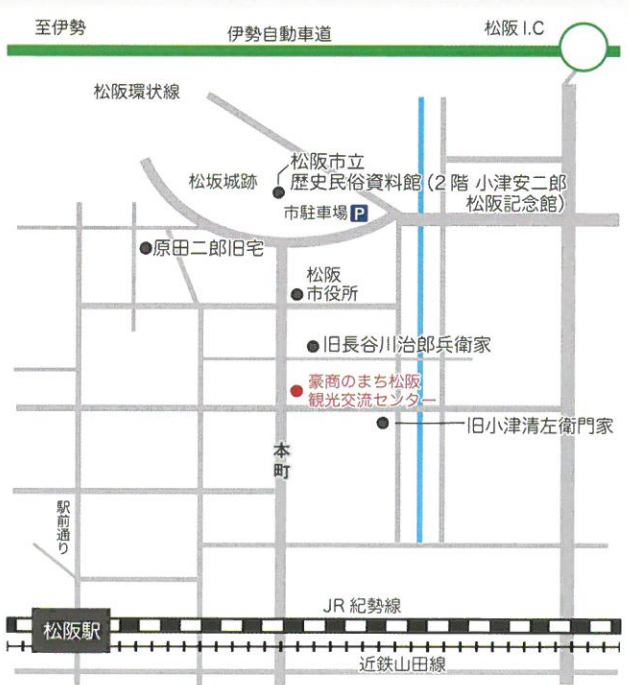 至伊勢
伊勢自動車道
松阪I.C
松阪環状線
松坂城跡
松阪市立
歴史民俗資料館(2階 小津安二郎
松阪記念館)
市駐車場 P
原田二郎旧宅
松阪
市役所
旧長谷川治郎兵衛家
豪商のまち松阪
観光交流センター
旧小津清左衛門家
本町
駅前通り
JR紀勢線
松阪駅
近鉄山田線